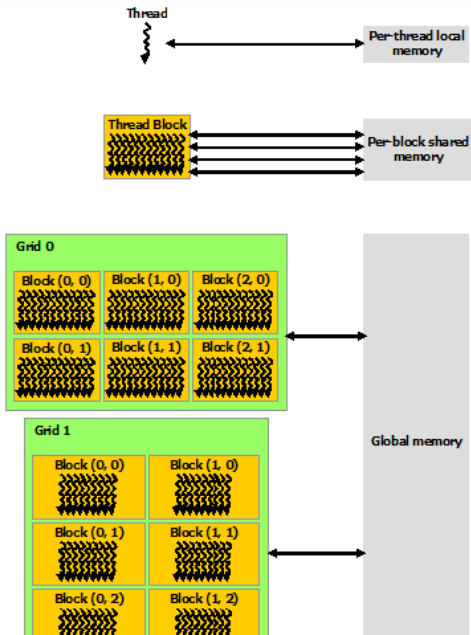 Thread
Per-thread local
memory
Thread Block
Per-block shared
memory
Grid 0
Block (0, 0) Block (1, 0) Block (2, 0)
Block (0, 1) Block (1, 1) Block (2, 1)
Global memory
Grid 1
Block (0, 0) Block (1, 0)
Block (0, 1) Block (1, 1)
Block (0, 2) Block (1, 2)